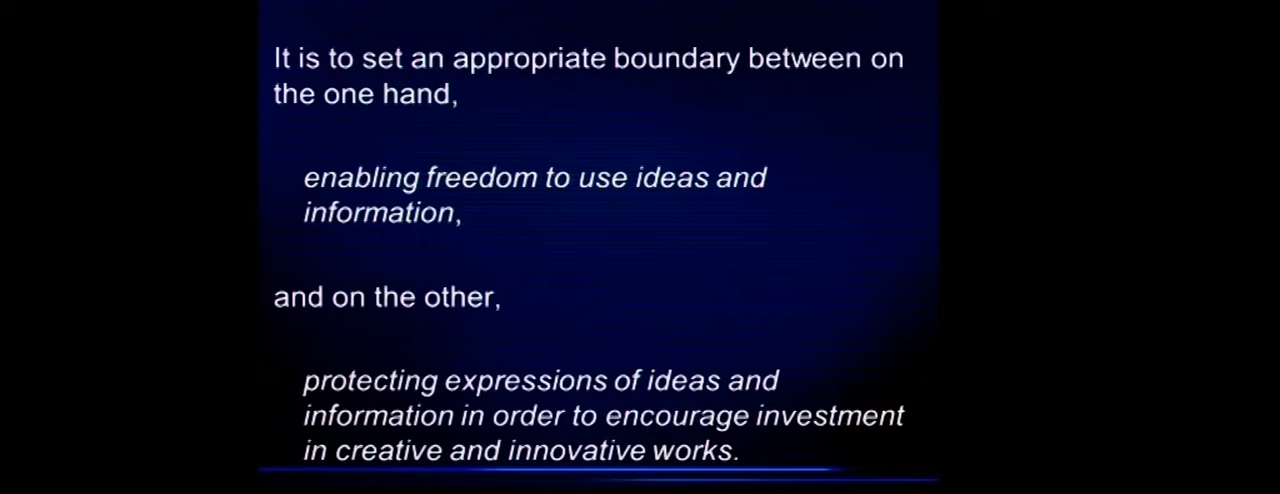 It is to set an appropriate boundary between on
the one hand,
enabling freedom to use ideas and
information,
and on the other,
protecting expressions of ideas and
information in order to encourage investment
in creative and innovative works.